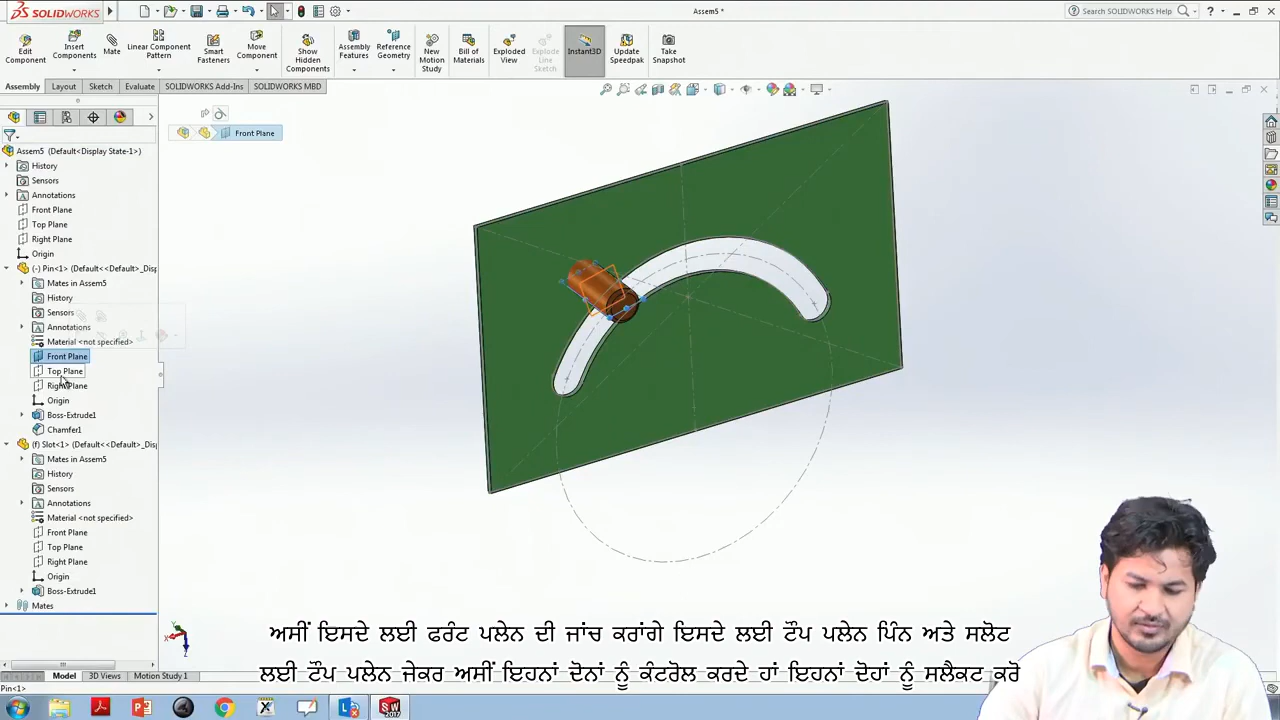 SOLIDWORKS
Assem5 *
Search SOLIDWORKS Help
Edit Component
Insert Components
Mate
Linear Component Pattern
Smart Fasteners
Move Component
Show Hidden Components
Assembly Features
Reference Geometry
New Motion Study
Bill of Materials
Exploded View
Explode Line Sketch
Instant3D
Update Speedpak
Take Snapshot
Assembly Layout Sketch Evaluate SOLIDWORKS Add-Ins SOLIDWORKS MBD
Front Plane
Assem5 (Default<Display State-1>)
History
Sensors
Annotations
Front Plane
Top Plane
Right Plane
Origin
(-) Pin<1> (Default<<Default>_Disp
Mates in Assem5
History
Sensors
Annotations
Material <not specified>
Front Plane
Top Plane
Right Plane
Origin
Boss-Extrude1
Chamfer1
(f) Slot<1> (Default<<Default>_Dis
Mates in Assem5
History
Sensors
Annotations
Material <not specified>
Front Plane
Top Plane
Right Plane
Origin
Boss-Extrude1
Mates
ਅਸੀਂ ਇਸਦੇ ਲਈ ਫਰੰਟ ਪਲੇਨ ਦੀ ਜਾਂਚ ਕਰਾਂਗੇ ਇਸਦੇ ਲਈ ਟੌਪ ਪਲੇਨ ਪਿੰਨ ਅਤੇ ਸਲੋਟ
ਲਈ ਟੌਪ ਪਲੇਨ ਜੇਕਰ ਅਸੀਂ ਇਹਨਾਂ ਦੋਨਾਂ ਨੂੰ ਕੰਟਰੋਲ ਕਰਦੇ ਹਾਂ ਇਹਨਾਂ ਦੋਹਾਂ ਨੂੰ ਸਲੈਕਟ ਕਰੋ
Model 3D Views Motion Study 1
Pin<1>
SW
2017